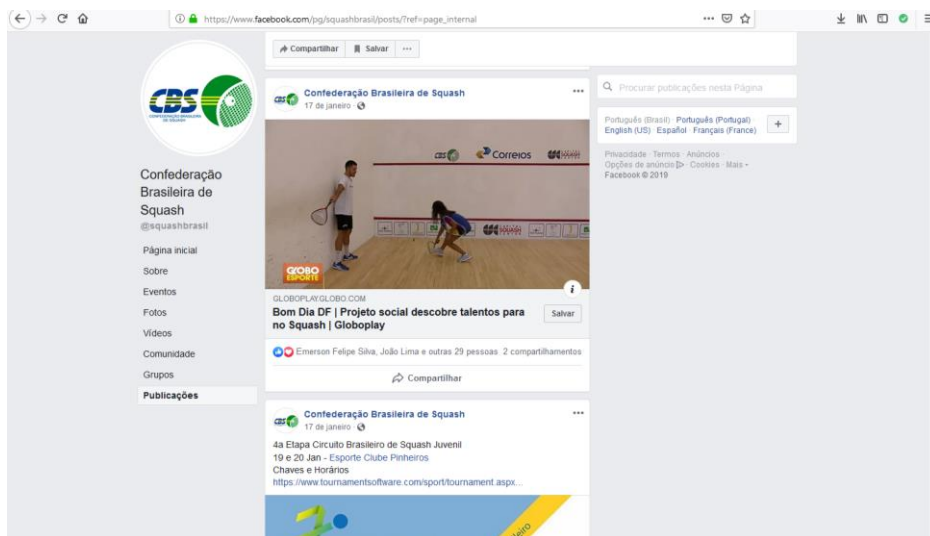 https://www.facebook.com/pg/squashbrasil/posts/?ref=page_internal
CBS
CONFEDERAÇÃO BRASILEIRA
DE SQUASH
Confederação
Brasileira de
Squash
@squashbrasil
Página inicial
Sobre
Eventos
Fotos
Vídeos
Comunidade
Grupos
Publicações
Compartilhar Salvar
Confederação Brasileira de Squash
17 de janeiro
CBS Correios
GLOBO
ESPORTE
GLOBOPLAY.GLOBO.COM
Bom Dia DF | Projeto social descobre talentos para
no Squash | Globoplay
Salvar
Emerson Felipe Silva, João Lima e outras 29 pessoas 2 compartilhamentos
Compartilhar
CBS
Confederação Brasileira de Squash
17 de janeiro
4a Etapa Circuito Brasileiro de Squash Juvenil
19 e 20 Jan - Esporte Clube Pinheiros
Chaves e Horários
https://www.tournamentsoftware.com/sport/tournament.aspx...
Procurar publicações nesta Página
Português (Brasil) · Português (Portugal) ·
English (US) · Español · Français (France)
Privacidade · Termos · Anúncios ·
Opções de anúncio · Cookies · Mais
Facebook © 2019